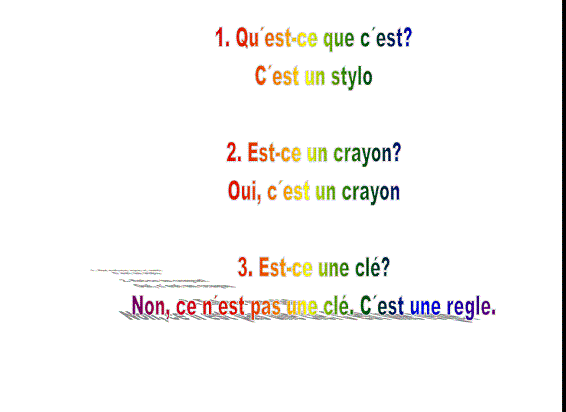 1. Qu´est-ce que c´est?
C´est un stylo
2. Est-ce un crayon?
Oui, c´est un crayon
3. Est-ce une clé?
Non, ce n´est pas une clé. C´est une regle.